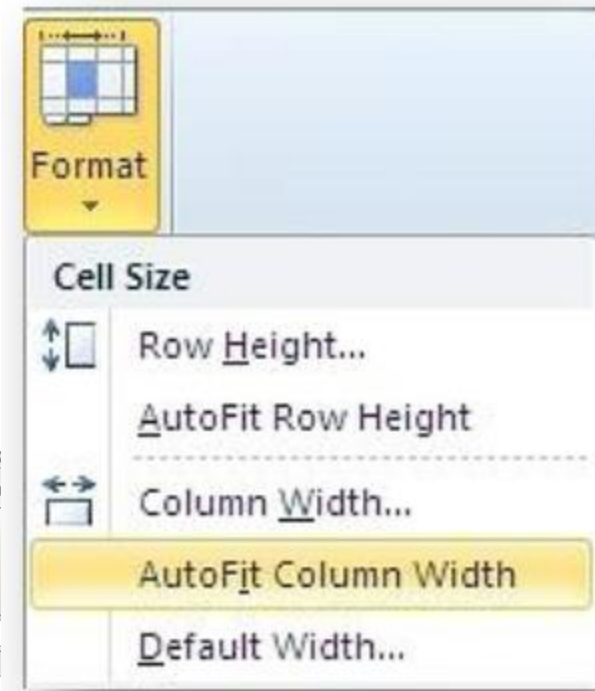 Format
Cell Size
Row Height...
AutoFit Row Height
Column Width...
AutoFit Column Width
Default Width...